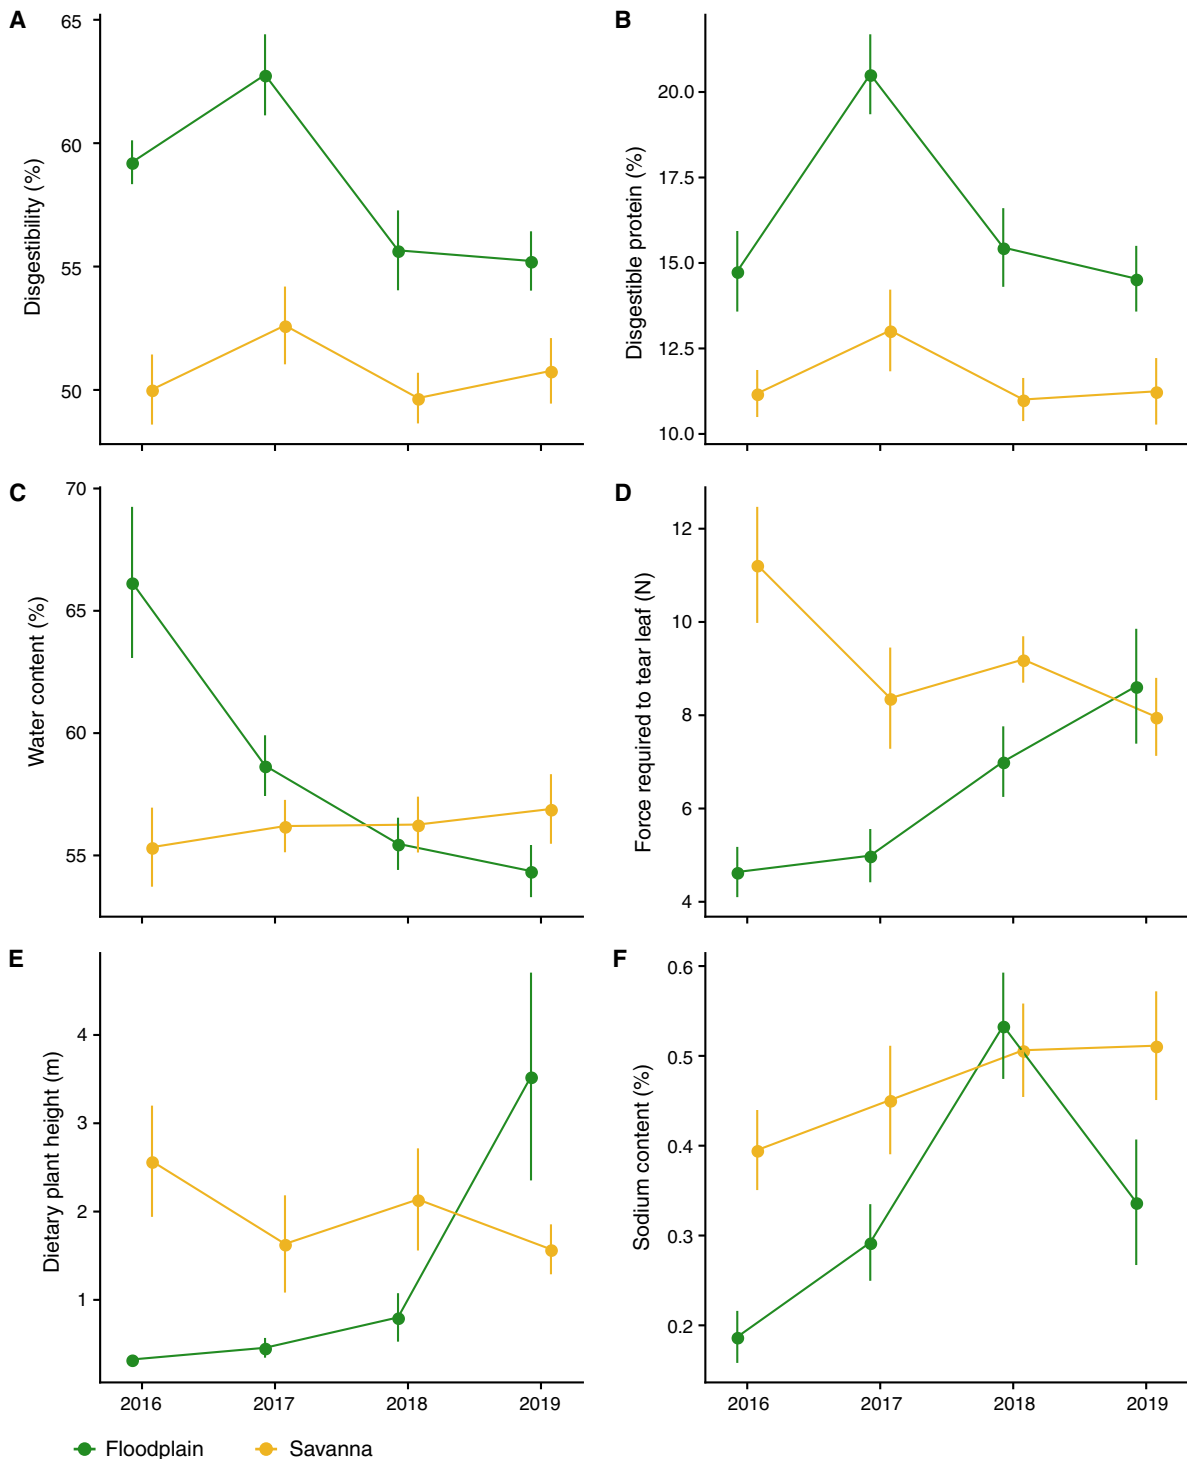 A
Disgestibility (%)
65
60
55
50
B
Disgestible protein (%)
20.0
17.5
15.0
12.5
10.0
C
Water content (%)
70
65
60
55
D
Force required to tear leaf (N)
12
10
8
6
4
E
Dietary plant height (m)
4
3
2
1
2016 2017 2018 2019
F
Sodium content (%)
0.6
0.5
0.4
0.3
0.2
2016 2017 2018 2019
Floodplain Savanna